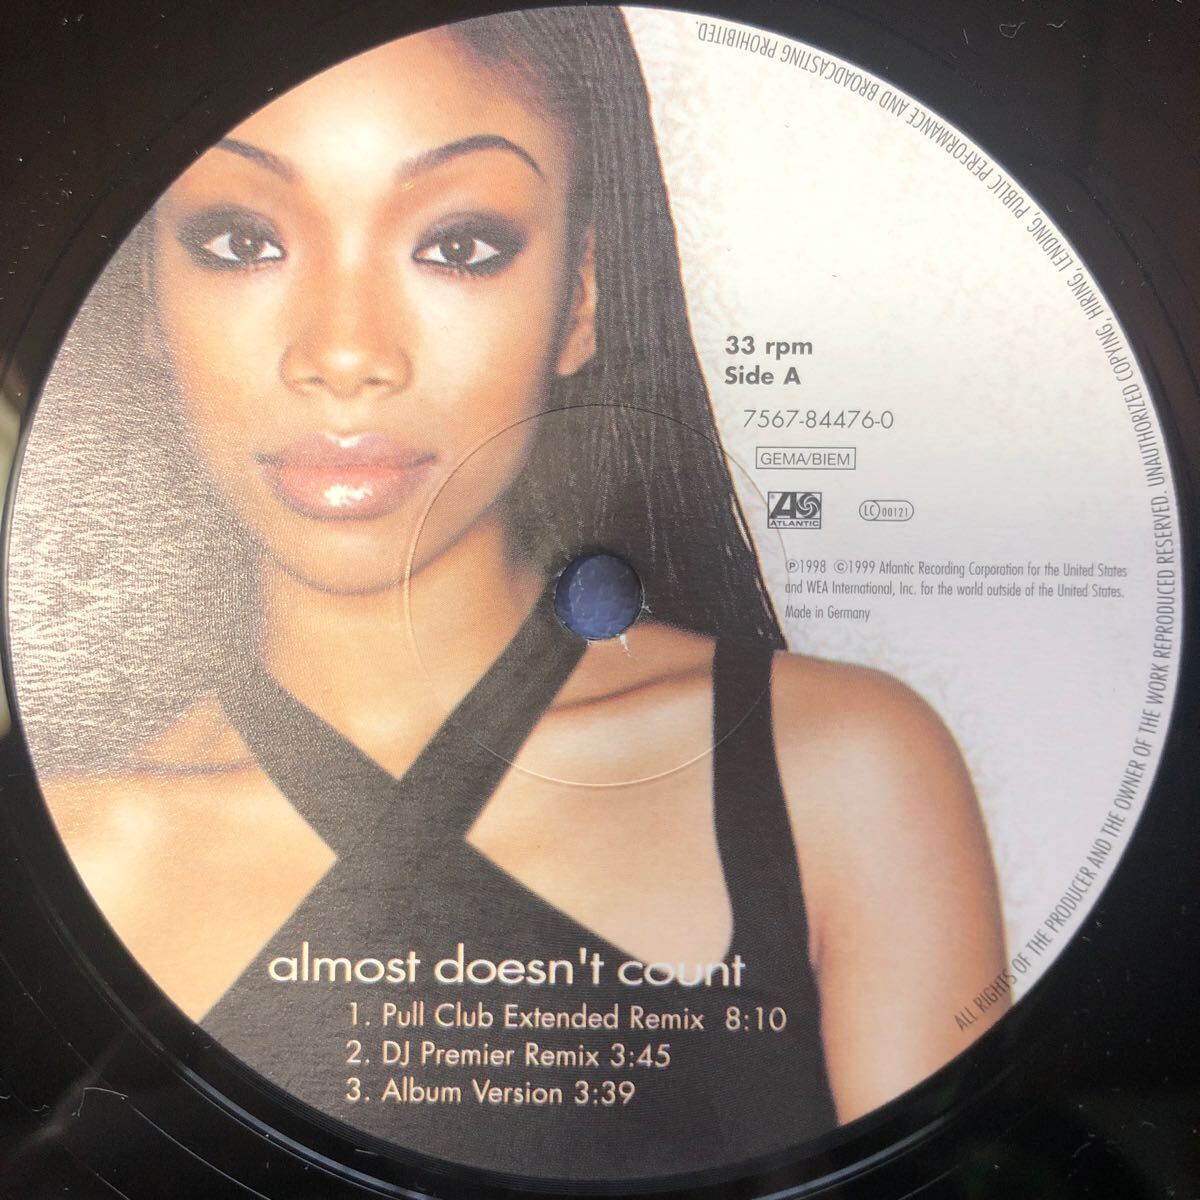 33 rpm
Side A
7567-84476-0
GEMA/BIEM
ATLANTIC
LC 00121
℗1998 ©1999 Atlantic Recording Corporation for the United States
and WEA International, Inc. for the world outside of the United States.
Made in Germany
almost doesn't count
1. Pull Club Extended Remix 8:10
2. DJ Premier Remix 3:45
3. Album Version 3:39
ALL RIGHTS OF THE PRODUCER AND THE OWNER OF THE WORK REPRODUCED RESERVED. UNAUTHORIZED COPYING, HIRING, LENDING, PUBLIC PERFORMANCE AND BROADCASTING PROHIBITED.